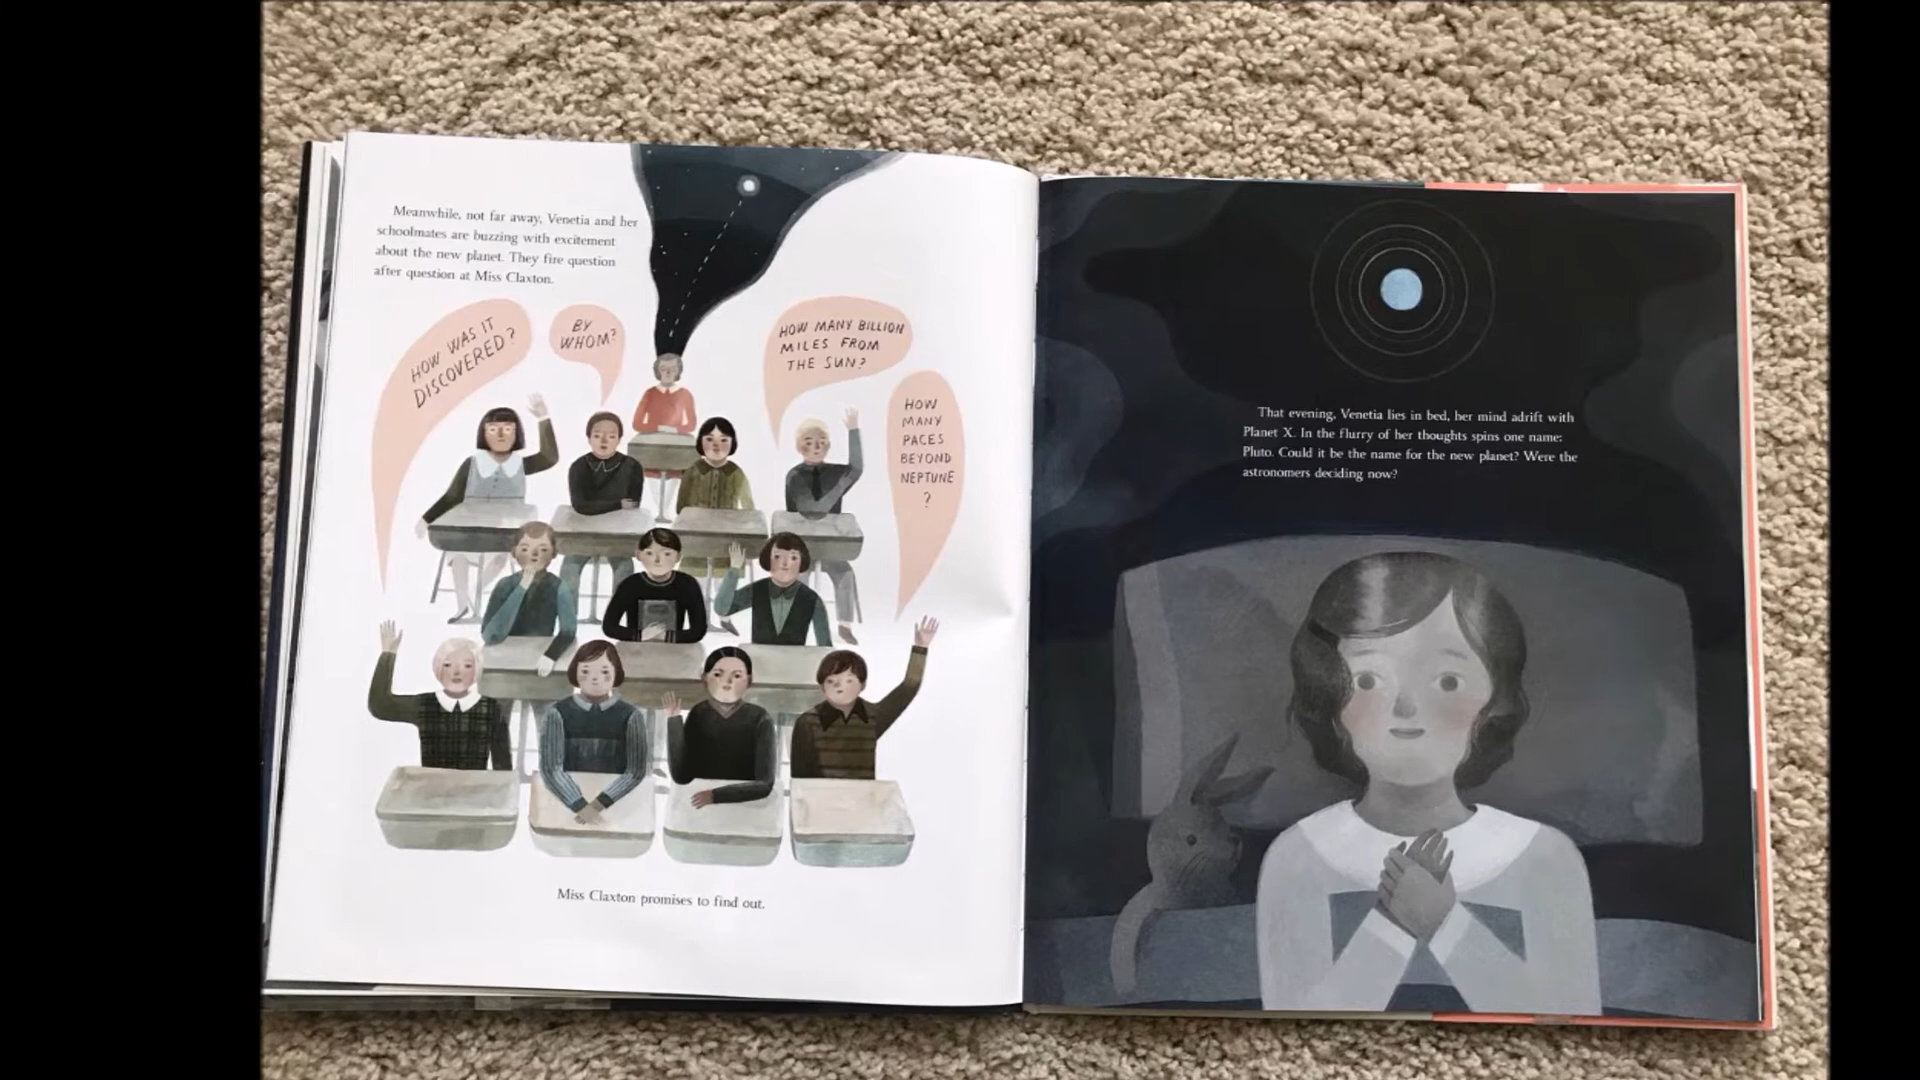 Meanwhile, not far away, Venetia and her
schoolmates are buzzing with excitement
about the new planet. They fire question
after question at Miss Claxton.
HOW WAS IT
DISCOVERED?
BY
WHOM?
HOW MANY BILLION
MILES FROM
THE SUN?
HOW
MANY
PACES
BEYOND
NEPTUNE
?
Miss Claxton promises to find out.
That evening, Venetia lies in bed, her mind adrift with
Planet X. In the flurry of her thoughts spins one name:
Pluto. Could it be the name for the new planet? Were the
astronomers deciding now?